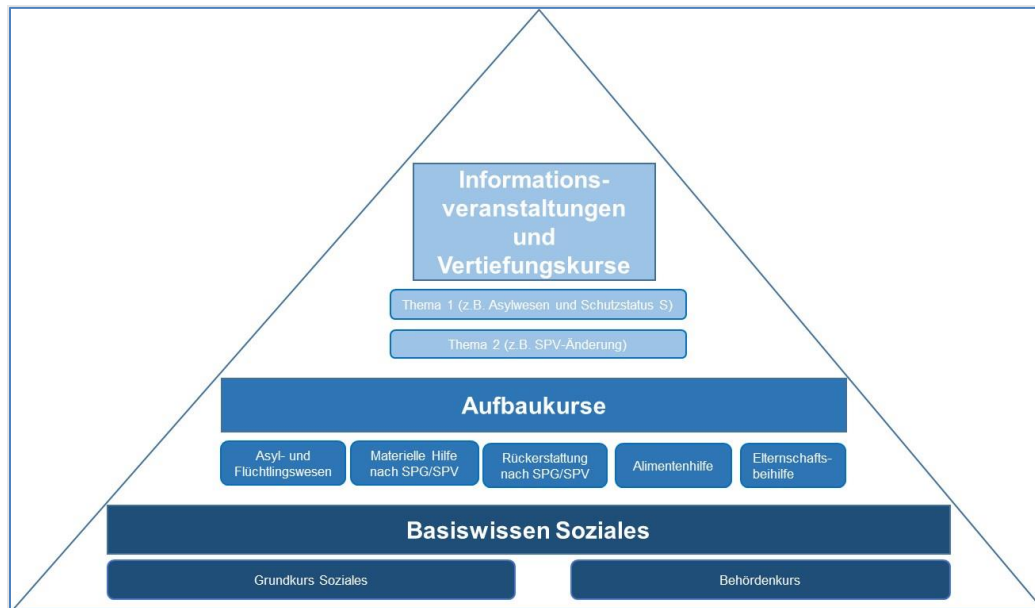 Informations-
veranstaltungen
und
Vertiefungskurse
Thema 1 (z.B. Asylwesen und Schutzstatus S)
Thema 2 (z.B. SPV-Änderung)
Aufbaukurse
Asyl- und
Flüchtlingswesen
Materielle Hilfe
nach SPG/SPV
Rückerstattung
nach SPG/SPV
Alimentenhilfe
Elternschafts-
beihilfe
Basiswissen Soziales
Grundkurs Soziales
Behördenkurs